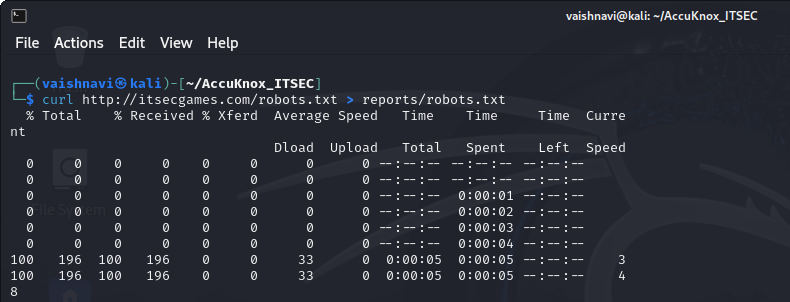 vaishnavi@kali: ~/AccuKnox_ITSEC
File Actions Edit View Help
┌──(vaishnavi㉿kali)-[~/AccuKnox_ITSEC]
└─$ curl http://itsecgames.com/robots.txt > reports/robots.txt
  % Total    % Received % Xferd  Average Speed   Time    Time     Time  Curre
nt
                                 Dload  Upload   Total   Spent    Left  Speed
  0     0    0     0    0     0      0      0 --:--:-- --:--:-- --:--:--
  0     0    0     0    0     0      0      0 --:--:-- --:--:-- --:--:--
  0     0    0     0    0     0      0      0 --:--:--  0:00:01 --:--:--
  0     0    0     0    0     0      0      0 --:--:--  0:00:02 --:--:--
  0     0    0     0    0     0      0      0 --:--:--  0:00:03 --:--:--
  0     0    0     0    0     0      0      0 --:--:--  0:00:04 --:--:--
100   196  100   196    0     0     33      0  0:00:05  0:00:05 --:--:--     3
100   196  100   196    0     0     33      0  0:00:05  0:00:05 --:--:--     4
8
File System